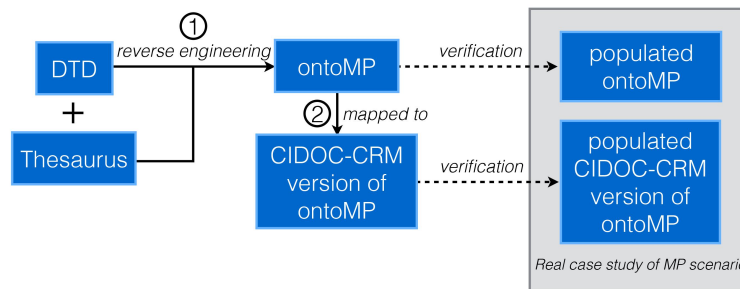 ①
reverse engineering
DTD
+
Thesaurus
ontoMP
②
mapped to
CIDOC-CRM
version of
ontoMP
verification
verification
populated
ontoMP
populated
CIDOC-CRM
version of
ontoMP
Real case study of MP scenario